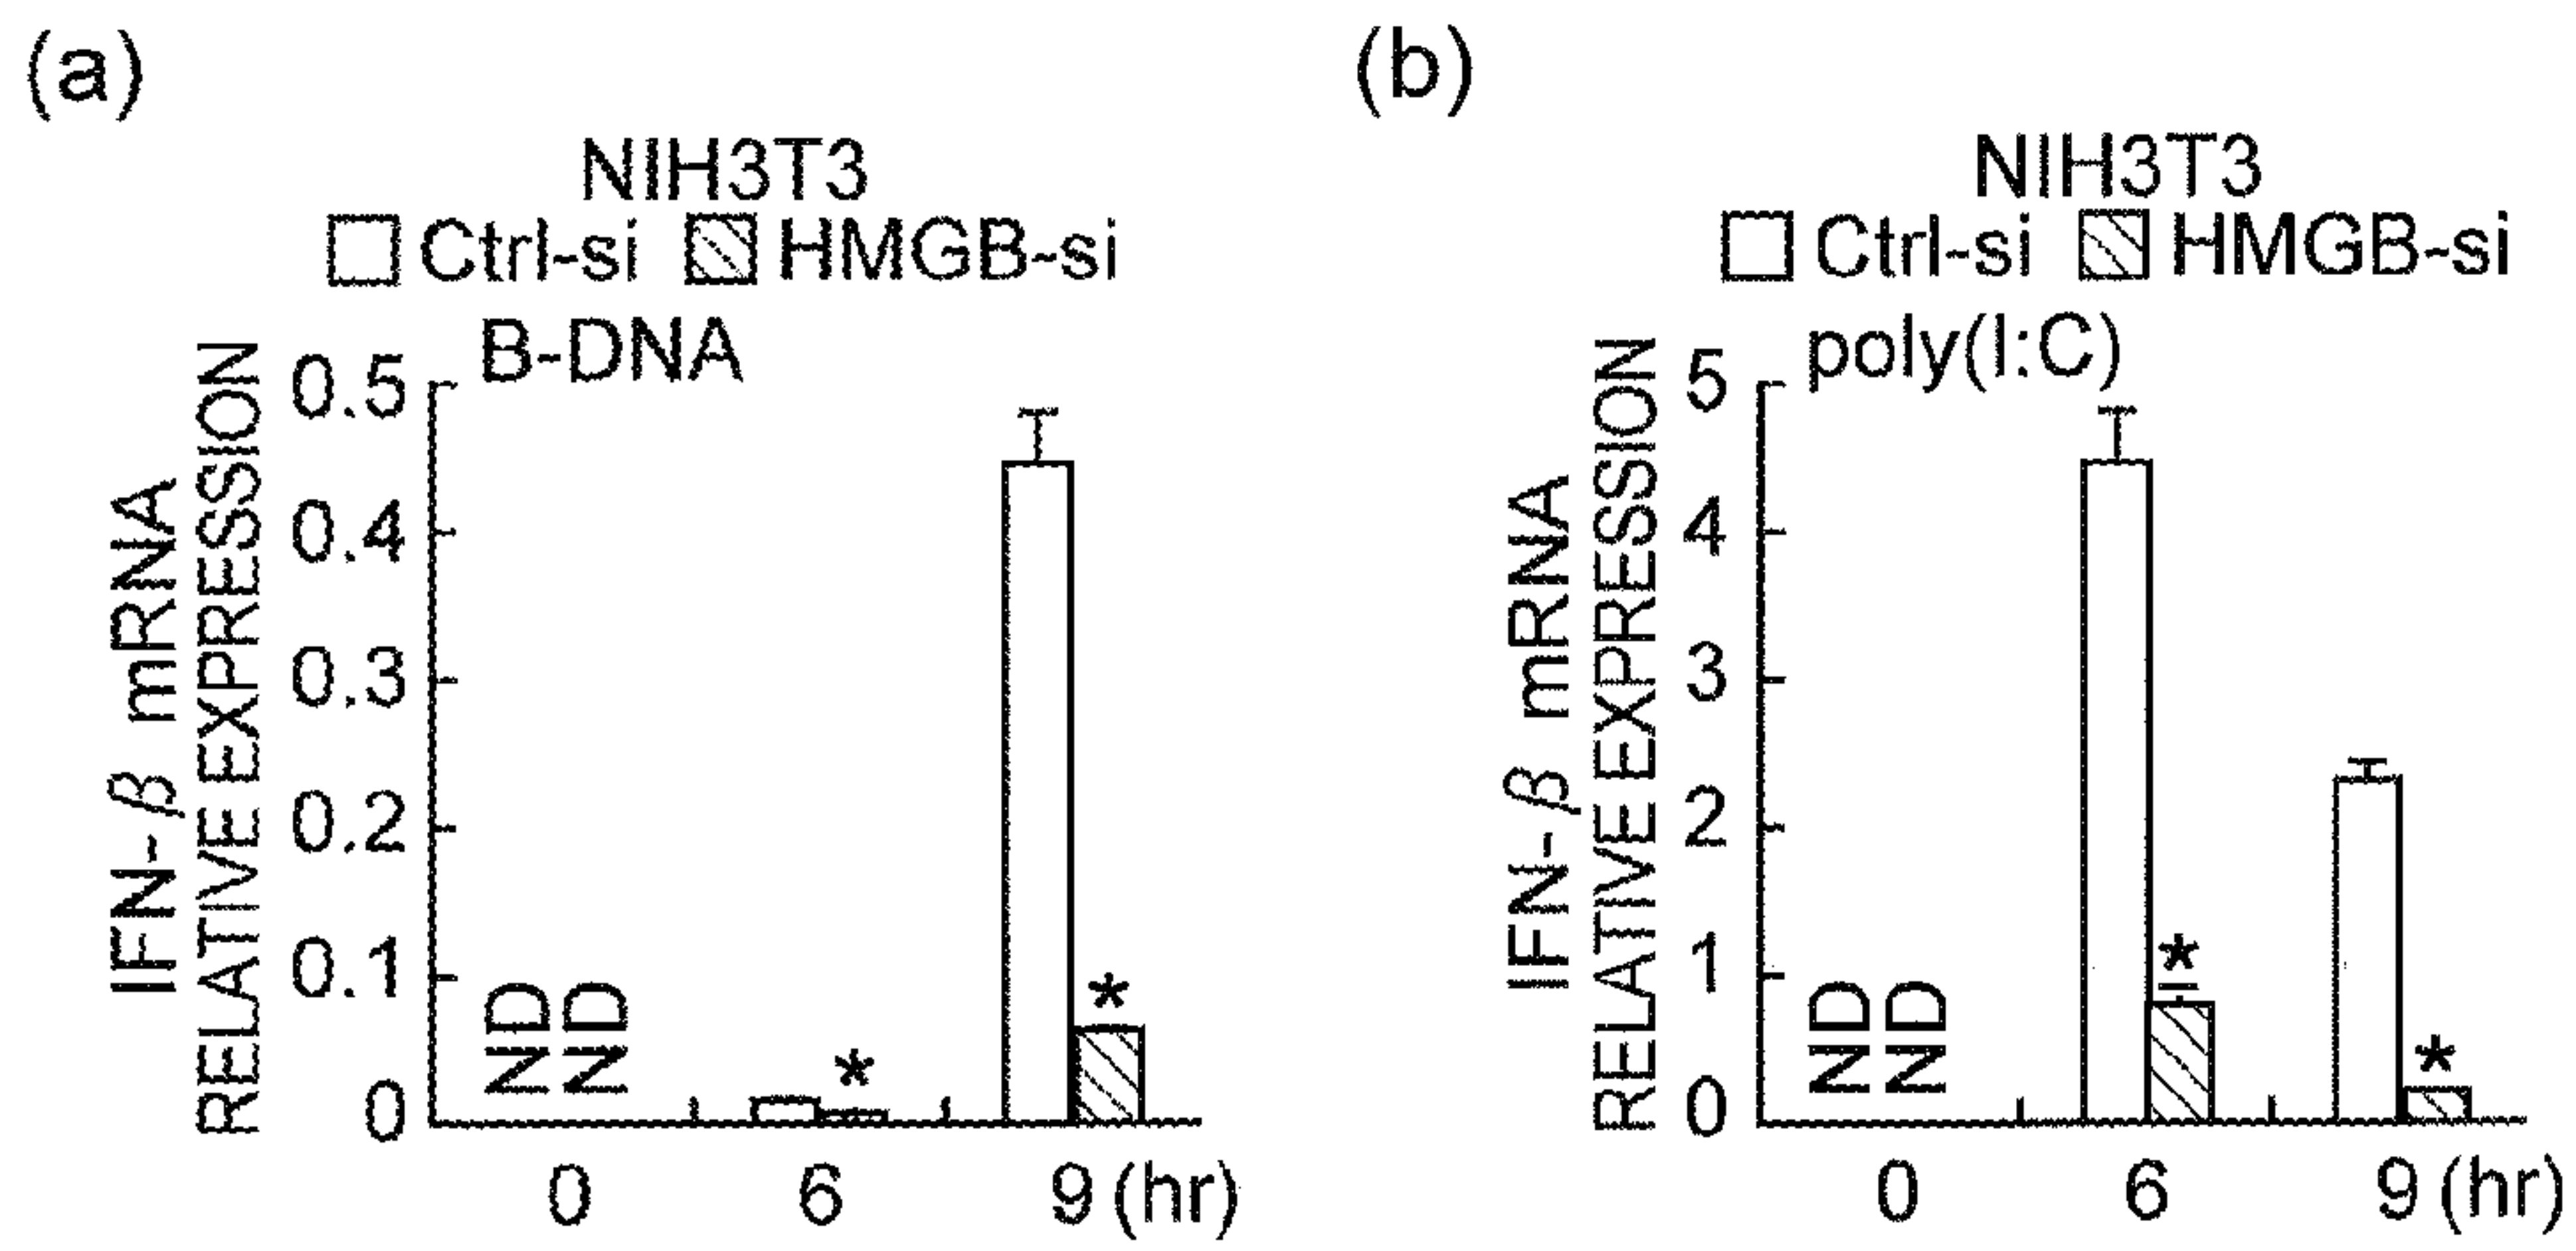 (a)
NIH3T3
Ctrl-si HMGB-si
B-DNA
IFN-β mRNA
RELATIVE EXPRESSION
0.5
0.4
0.3
0.2
0.1
0
ND
ND
*
*
0 6 9 (hr)
(b)
NIH3T3
Ctrl-si HMGB-si
poly(I:C)
IFN-β mRNA
RELATIVE EXPRESSION
5
4
3
2
1
0
ND
ND
*
*
0 6 9 (hr)